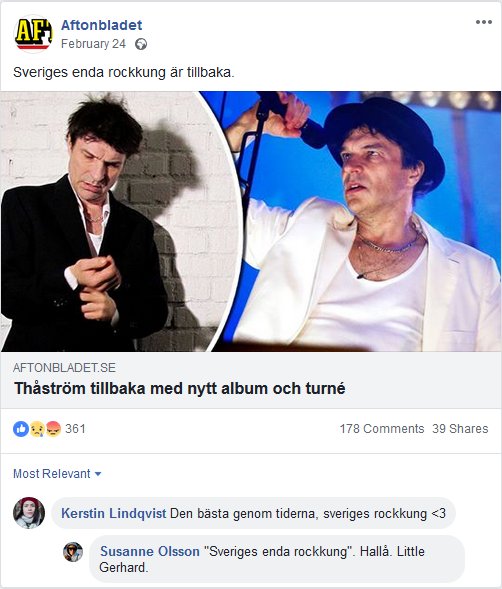 AF
Aftonbladet
February 24
Sveriges enda rockkung är tillbaka.
AFTONBLADET.SE
Thåström tillbaka med nytt album och turné
361
178 Comments 39 Shares
Most Relevant
Kerstin Lindqvist Den bästa genom tiderna, sveriges rockkung <3
Susanne Olsson "Sveriges enda rockkung". Hallå. Little
Gerhard.